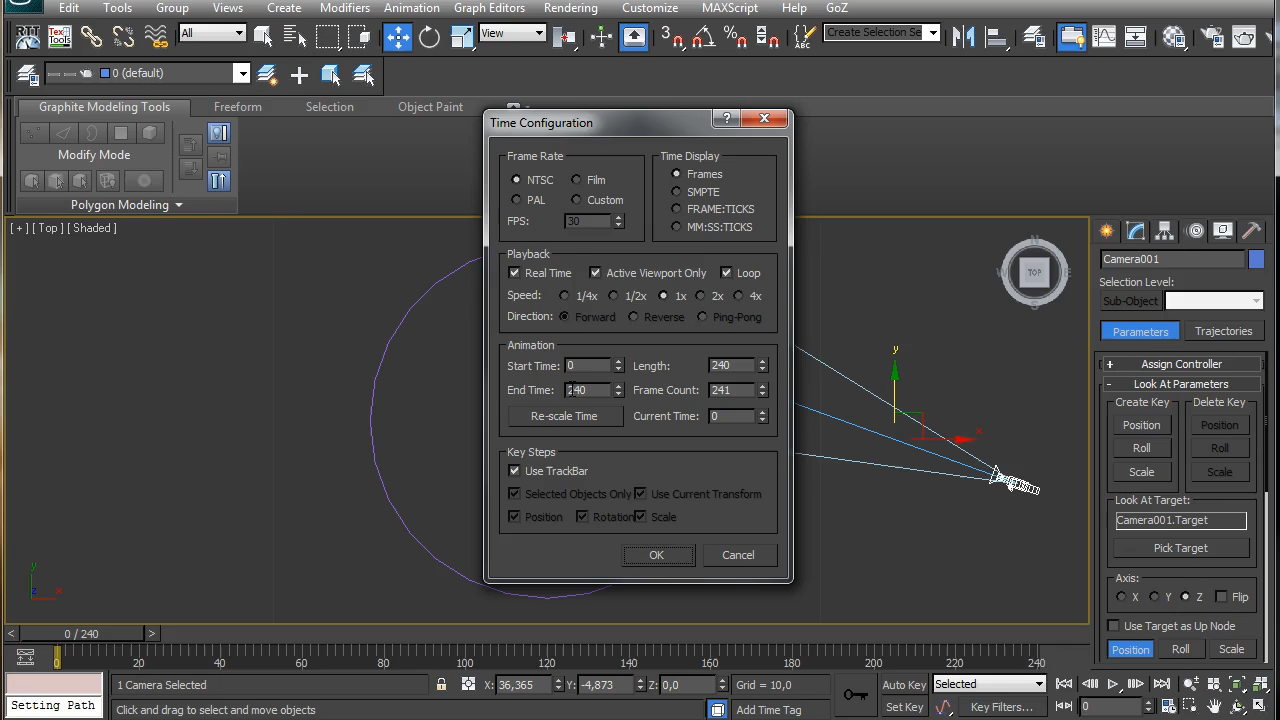 Edit Tools Group Views Create Modifiers Animation Graph Editors Rendering Customize MAXScript Help GoZ
RU Tex Tools All View 3 % Create Selection Se
0 (default)
Graphite Modeling Tools Freeform Selection Object Paint
Modify Mode
Polygon Modeling
[ + ] [ Top ] [ Shaded ]
Time Configuration ?
Frame Rate
NTSC Film
PAL Custom
FPS: 30
Time Display
Frames
SMPTE
FRAME:TICKS
MM:SS:TICKS
Playback
Real Time Active Viewport Only Loop
Speed: 1/4x 1/2x 1x 2x 4x
Direction: Forward Reverse Ping-Pong
Animation
Start Time: 0 Length: 240
End Time: 240 Frame Count: 241
Re-scale Time Current Time: 0
Key Steps
Use TrackBar
Selected Objects Only Use Current Transform
Position Rotation Scale
OK Cancel
N
W TOP E
S
y
x
y
z x
Camera001
Selection Level:
Sub-Object
Parameters Trajectories
+ Assign Controller
- Look At Parameters
Create Key Delete Key
Position Position
Roll Roll
Scale Scale
Look At Target:
Camera001.Target
Pick Target
Axis:
X Y Z Flip
Use Target as Up Node
Position Roll Scale
< 0 / 240 >
0 20 40 60 80 100 120 140 160 180 200 220 240
1 Camera Selected X: 36,365 Y: -4,873 Z: 0,0 Grid = 10,0 Auto Key Selected
Setting Path Click and drag to select and move objects Add Time Tag Set Key Key Filters... 0